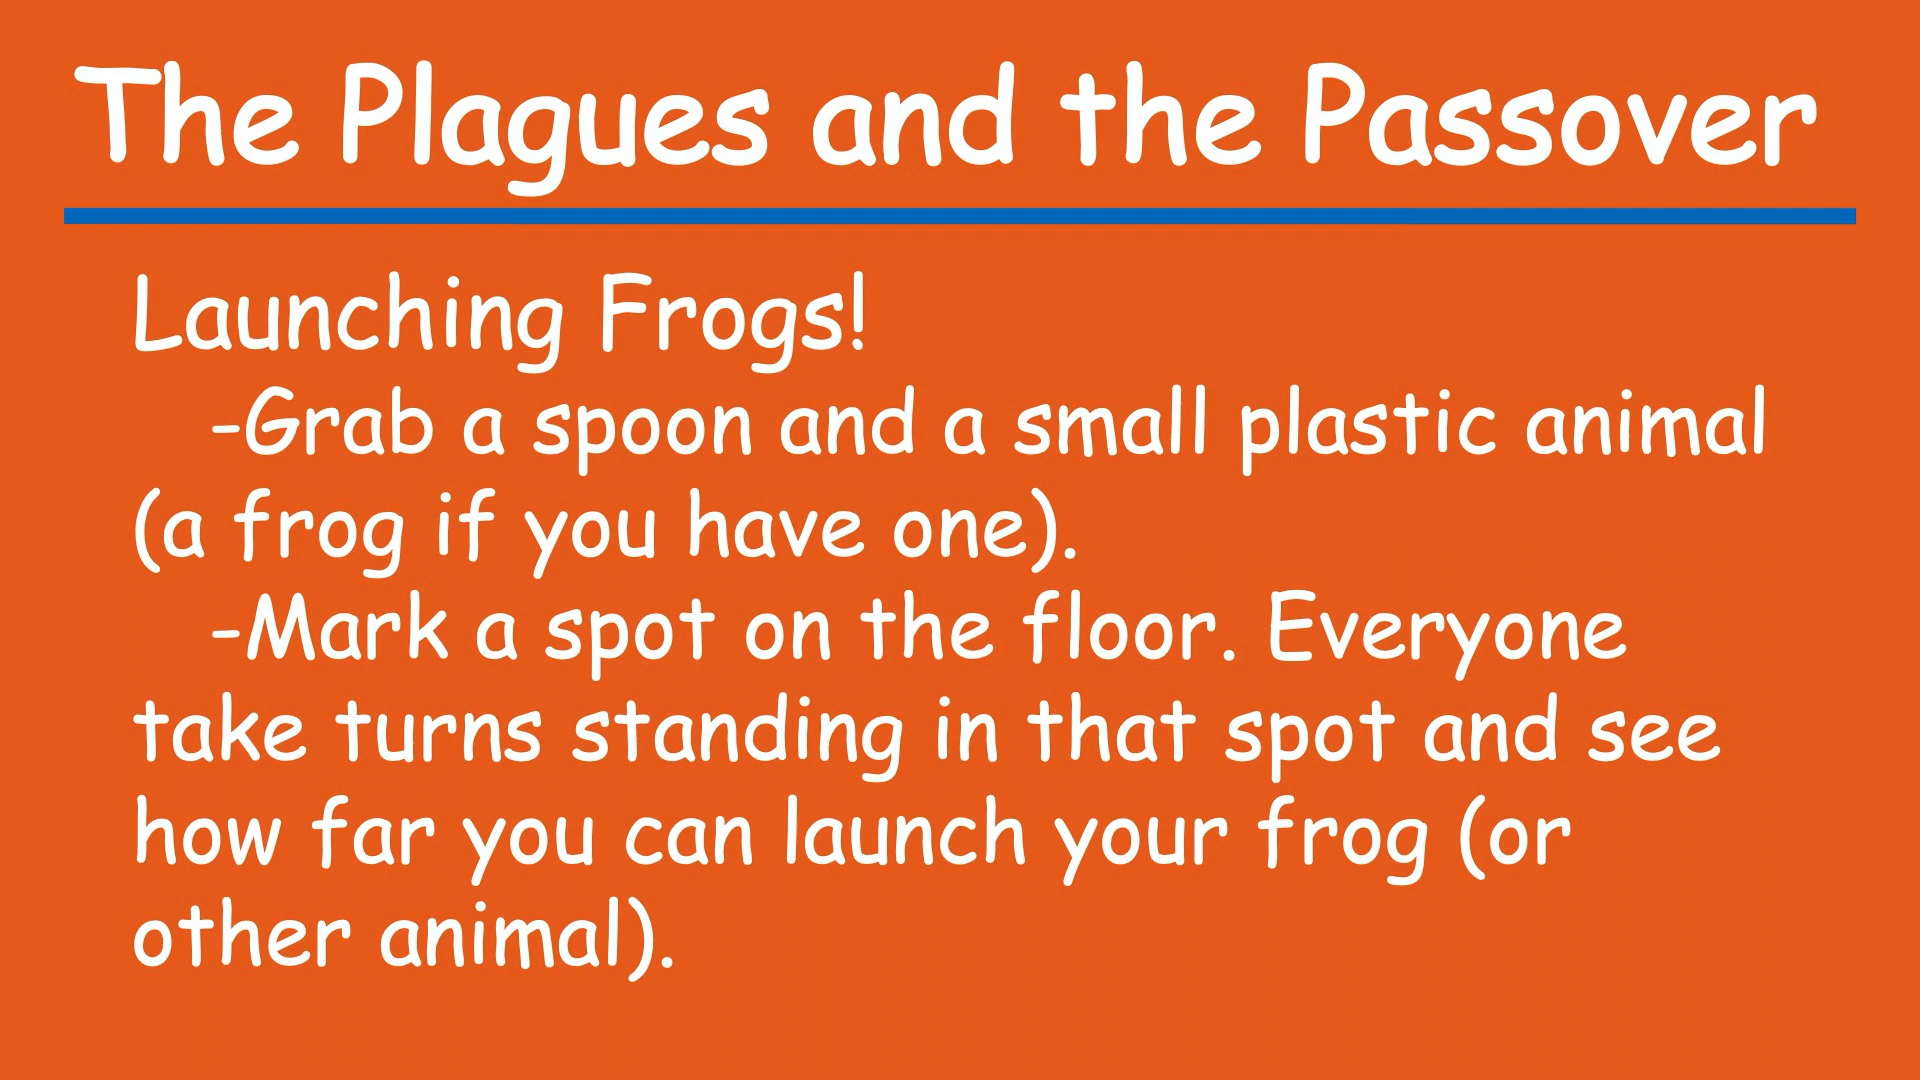 The Plagues and the Passover
Launching Frogs!
-Grab a spoon and a small plastic animal
(a frog if you have one).
-Mark a spot on the floor. Everyone
take turns standing in that spot and see
how far you can launch your frog (or
other animal).